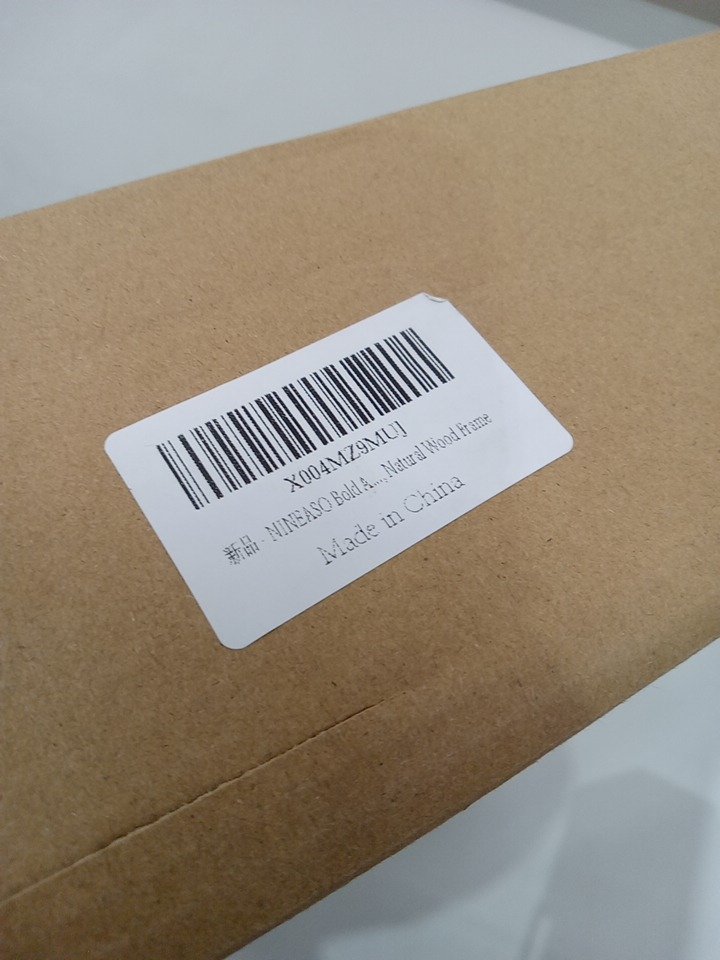 X004MZ9MUJ
新品 - NINEASO Bold A..., Natural Wood Frame
Made in China